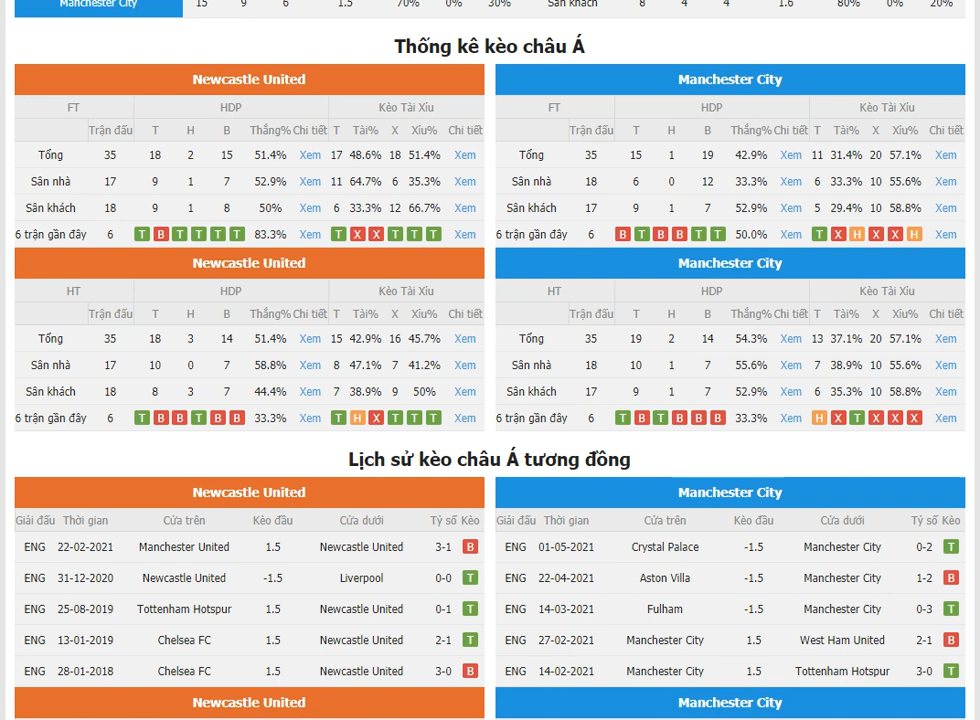 Manchester City 15 9 6 1.5 70% 0% 30% Sân khách 8 4 4 1.6 80% 0% 20%
Thống kê kèo châu Á
Newcastle United
FT HDP Kèo Tài Xỉu
Trận đấu T H B Thắng% Chi tiết T Tài% X Xỉu% Chi tiết
Tổng 35 18 2 15 51.4% Xem 17 48.6% 18 51.4% Xem
Sân nhà 17 9 1 7 52.9% Xem 11 64.7% 6 35.3% Xem
Sân khách 18 9 1 8 50% Xem 6 33.3% 12 66.7% Xem
6 trận gần đây 6 T B T T T T 83.3% Xem T X X T T T Xem
Newcastle United
HT HDP Kèo Tài Xỉu
Trận đấu T H B Thắng% Chi tiết T Tài% X Xỉu% Chi tiết
Tổng 35 18 3 14 51.4% Xem 15 42.9% 16 45.7% Xem
Sân nhà 17 10 0 7 58.8% Xem 8 47.1% 7 41.2% Xem
Sân khách 18 8 3 7 44.4% Xem 7 38.9% 9 50% Xem
6 trận gần đây 6 T B B T B B 33.3% Xem T H X T T T Xem
Manchester City
FT HDP Kèo Tài Xỉu
Trận đấu T H B Thắng% Chi tiết T Tài% X Xỉu% Chi tiết
Tổng 35 15 1 19 42.9% Xem 11 31.4% 20 57.1% Xem
Sân nhà 18 6 0 12 33.3% Xem 6 33.3% 10 55.6% Xem
Sân khách 17 9 1 7 52.9% Xem 5 29.4% 10 58.8% Xem
6 trận gần đây 6 B T B B T T 50.0% Xem T X H X X H Xem
Manchester City
HT HDP Kèo Tài Xỉu
Trận đấu T H B Thắng% Chi tiết T Tài% X Xỉu% Chi tiết
Tổng 35 19 2 14 54.3% Xem 13 37.1% 20 57.1% Xem
Sân nhà 18 10 1 7 55.6% Xem 7 38.9% 10 55.6% Xem
Sân khách 17 9 1 7 52.9% Xem 6 35.3% 10 58.8% Xem
6 trận gần đây 6 T B T B B B 33.3% Xem H X T X X X Xem
Lịch sử kèo châu Á tương đồng
Newcastle United
Giải đấu Thời gian Cửa trên Kèo đầu Cửa dưới Tỷ số Kèo
ENG 22-02-2021 Manchester United 1.5 Newcastle United 3-1 B
ENG 31-12-2020 Newcastle United -1.5 Liverpool 0-0 T
ENG 25-08-2019 Tottenham Hotspur 1.5 Newcastle United 0-1 T
ENG 13-01-2019 Chelsea FC 1.5 Newcastle United 2-1 T
ENG 28-01-2018 Chelsea FC 1.5 Newcastle United 3-0 B
Newcastle United
Manchester City
Giải đấu Thời gian Cửa trên Kèo đầu Cửa dưới Tỷ số Kèo
ENG 01-05-2021 Crystal Palace -1.5 Manchester City 0-2 T
ENG 22-04-2021 Aston Villa -1.5 Manchester City 1-2 B
ENG 14-03-2021 Fulham -1.5 Manchester City 0-3 T
ENG 27-02-2021 Manchester City 1.5 West Ham United 2-1 B
ENG 14-02-2021 Manchester City 1.5 Tottenham Hotspur 3-0 T
Manchester City